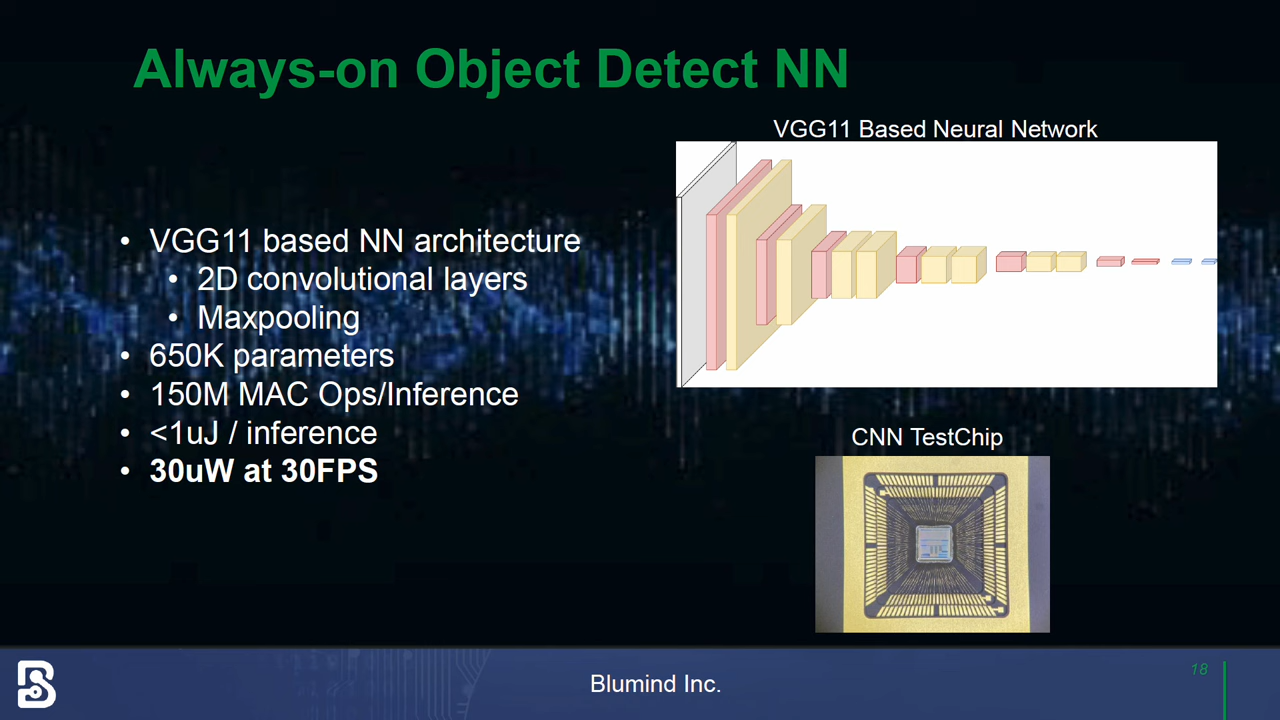 Always-on Object Detect NN
VGG11 Based Neural Network
• VGG11 based NN architecture
• 2D convolutional layers
• Maxpooling
• 650K parameters
• 150M MAC Ops/Inference
• <1uJ / inference
• 30uW at 30FPS
CNN TestChip
Blumind Inc.
18